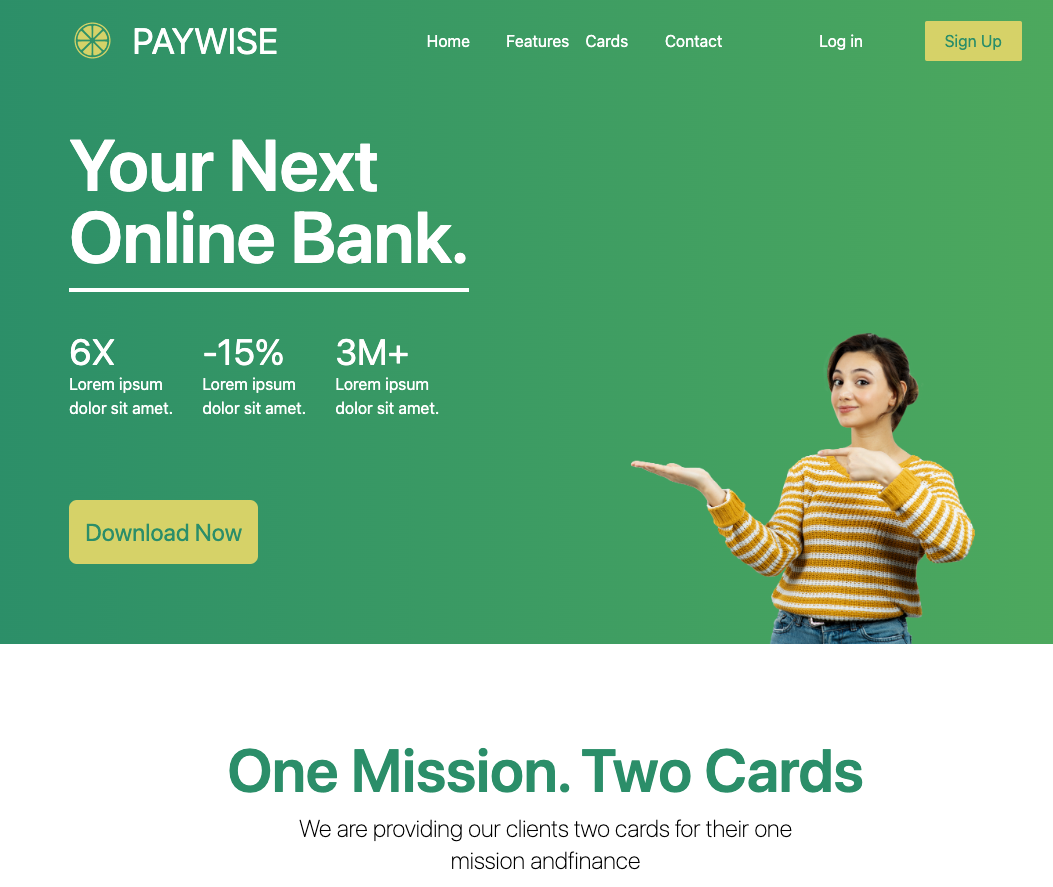 PAYWISE Home Features Cards Contact Log in Sign Up
Your Next
Online Bank.
6X -15% 3M+
Lorem ipsum Lorem ipsum Lorem ipsum
dolor sit amet. dolor sit amet. dolor sit amet.
Download Now
One Mission. Two Cards
We are providing our clients two cards for their one
mission andfinance